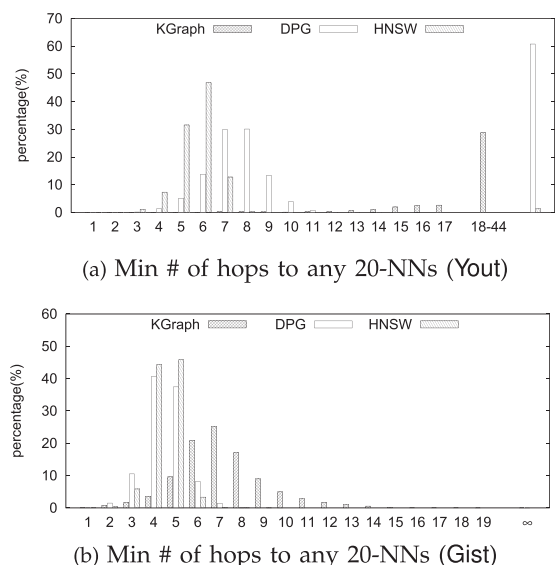 KGraph DPG HNSW
percentage(%)
70
60
50
40
30
20
10
0
1 2 3 4 5 6 7 8 9 10 11 12 13 14 15 16 17 18-44
(a) Min # of hops to any 20-NNs (Yout)
KGraph DPG HNSW
percentage(%)
60
50
40
30
20
10
0
1 2 3 4 5 6 7 8 9 10 11 12 13 14 15 16 17 18 19 ∞
(b) Min # of hops to any 20-NNs (Gist)